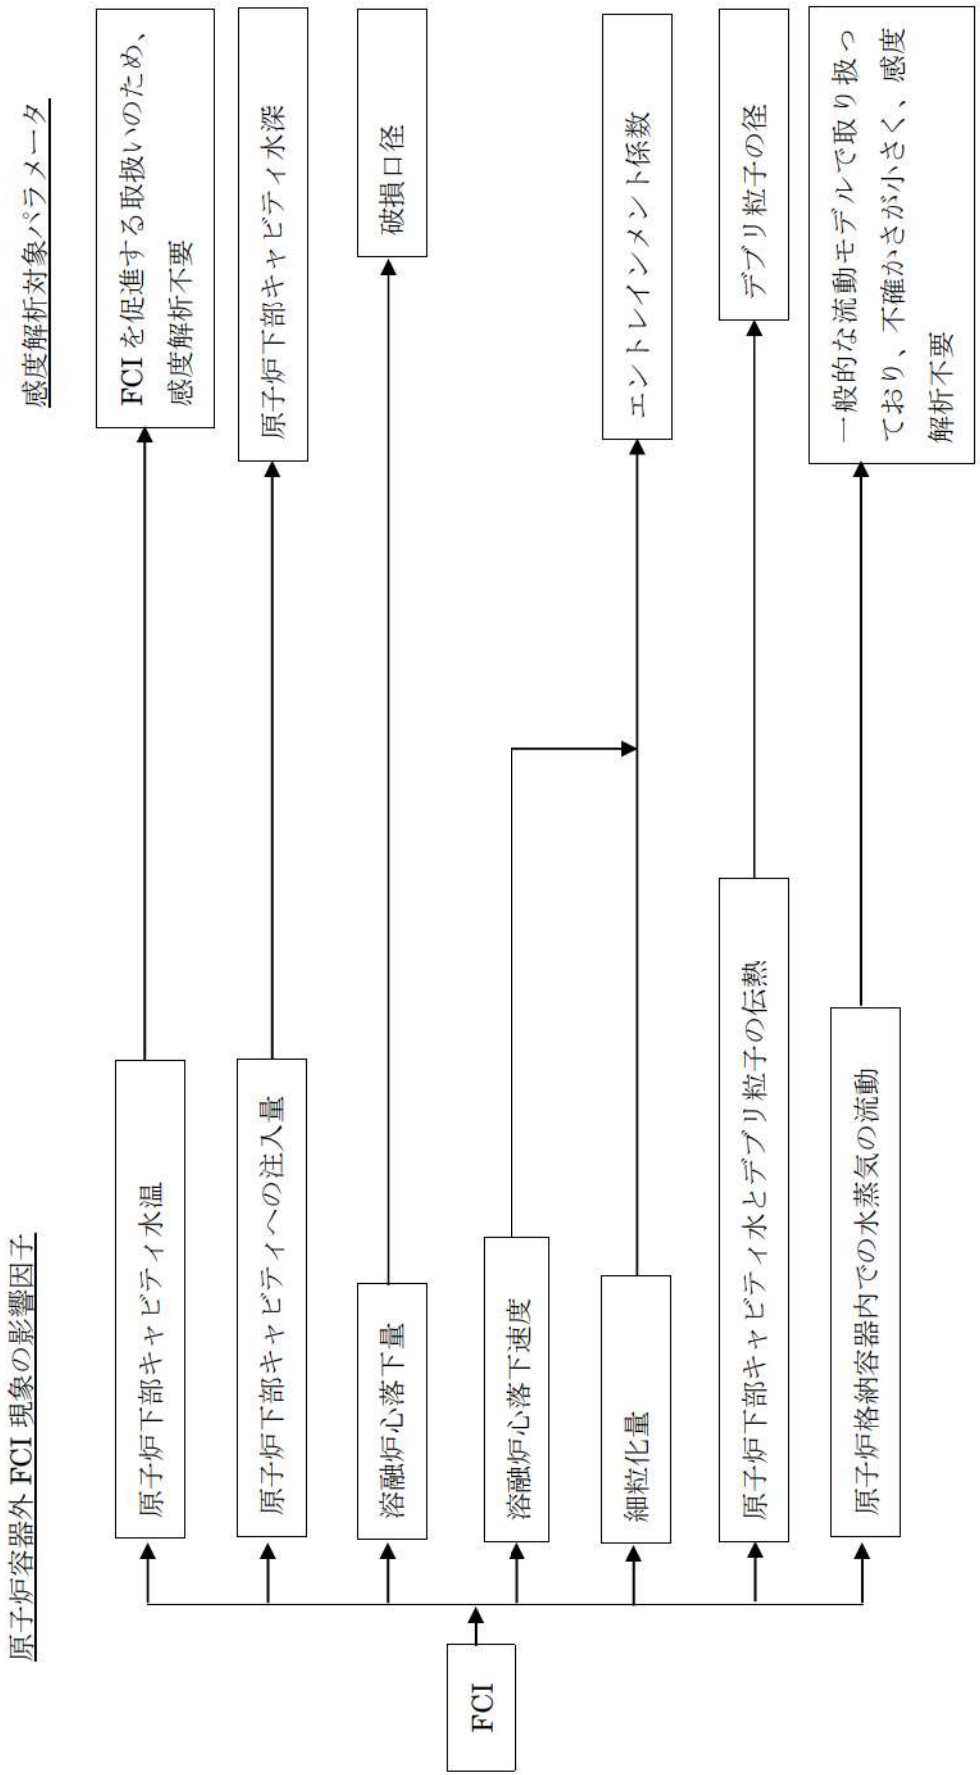 原子炉容器外 FCI 現象の影響因子
感度解析対象パラメータ
FCI
原子炉下部キャビティ水温
FCI を促進する取扱いのため、
感度解析不要
原子炉下部キャビティへの注入量
原子炉下部キャビティ水深
溶融炉心落下量
破損口径
溶融炉心落下速度
細粒化量
エントレインメント係数
原子炉下部キャビティ水とデブリ粒子の伝熱
デブリ粒子の径
原子炉格納容器内での水蒸気の流動
一般的な流動モデルで取り扱っ
ており、不確かさが小さく、感度
解析不要